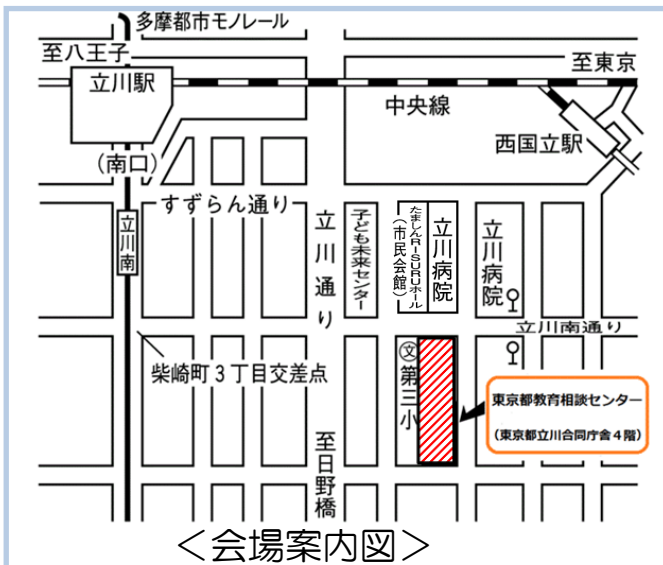 多摩都市モノレール
至八王子
至東京
立川駅
中央線
西国立駅
(南口)
すずらん通り
立川南
立川通り
子ども未来センター
たましんRISURUホール
(市民会館)
立川病院
立川病院
立川南通り
柴崎町3丁目交差点
文
第三小
東京都教育相談センター
(東京都立川合同庁舎4階)
至日野橋
<会場案内図>